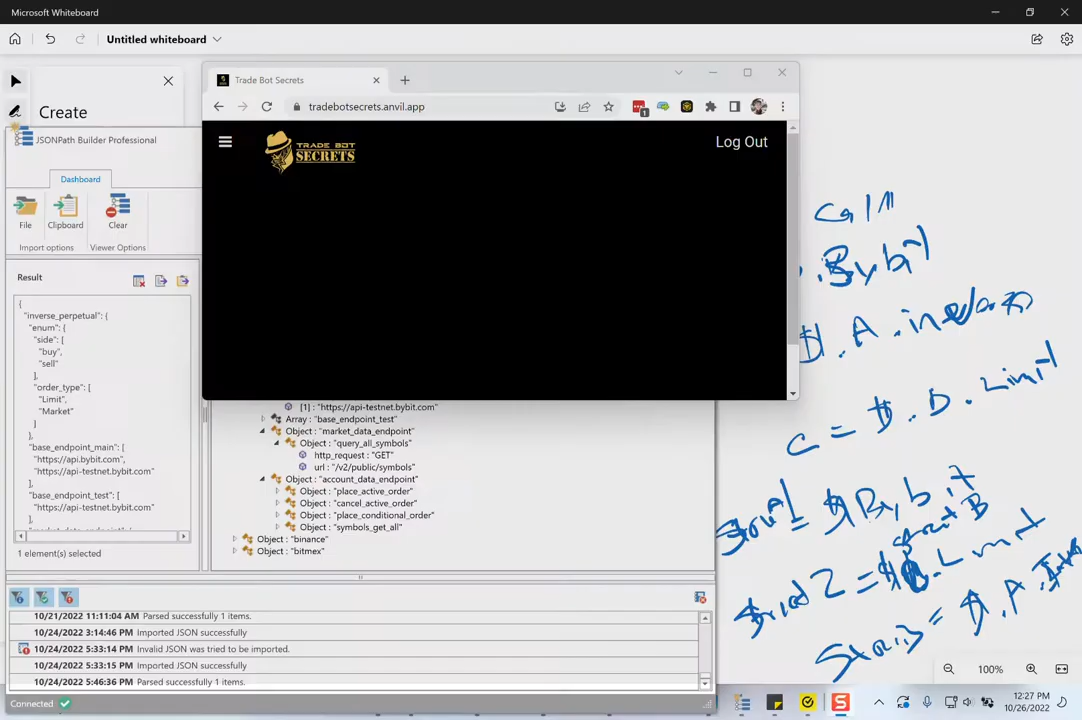 Microsoft Whiteboard
Untitled whiteboard
Create
Trade Bot Secrets
tradebotsecrets.anvil.app
1
TRADE BOT
SECRETS
Log Out
JSONPath Builder Professional
Dashboard
File
Clipboard
Clear
Import options
Viewer Options
Result
{
"inverse_perpetual": {
"enum": {
"side": [
"buy",
"sell"
],
"order_type": [
"Limit",
"Market"
]
},
"base_endpoint_main": [
"https://api.bybit.com",
"https://api-testnet.bybit.com"
],
"base_endpoint_test": [
"https://api-testnet.bybit.com"
],
1 element(s) selected
[1] : "https://api-testnet.bybit.com"
Array : "base_endpoint_test"
Object : "market_data_endpoint"
Object : "query_all_symbols"
http_request : "GET"
url : "/v2/public/symbols"
Object : "account_data_endpoint"
Object : "place_active_order"
Object : "cancel_active_order"
Object : "place_conditional_order"
Object : "symbols_get_all"
Object : "binance"
Object : "bitmex"
10/21/2022 11:11:04 AM Parsed successfully 1 items.
10/24/2022 3:14:46 PM Imported JSON successfully
10/24/2022 5:33:14 PM Invalid JSON was tried to be imported.
10/24/2022 5:33:15 PM Imported JSON successfully
10/24/2022 5:46:36 PM Parsed successfully 1 items.
Connected
Call
.Bybit
C = D.D.Limit
100%
12:27 PM
10/26/2022